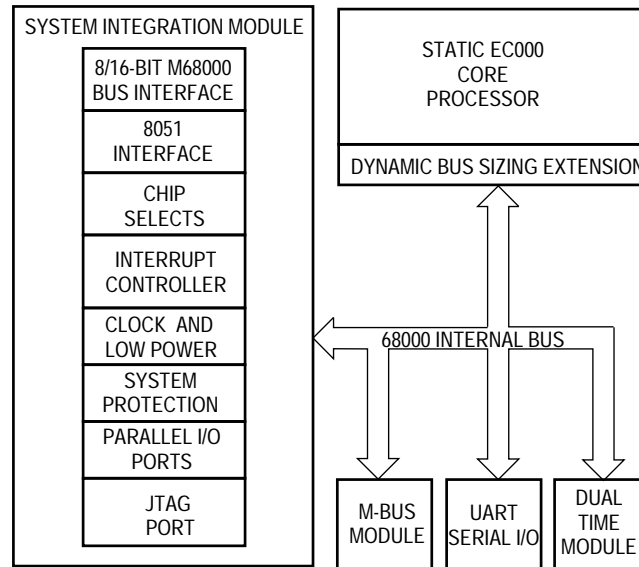 SYSTEM INTEGRATION MODULE
8/16-BIT M68000
BUS INTERFACE
8051
INTERFACE
CHIP
SELECTS
INTERRUPT
CONTROLLER
CLOCK AND
LOW POWER
SYSTEM
PROTECTION
PARALLEL I/O
PORTS
JTAG
PORT
STATIC EC000
CORE
PROCESSOR
DYNAMIC BUS SIZING EXTENSION
68000 INTERNAL BUS
M-BUS
MODULE
UART
SERIAL I/O
DUAL
TIME
MODULE